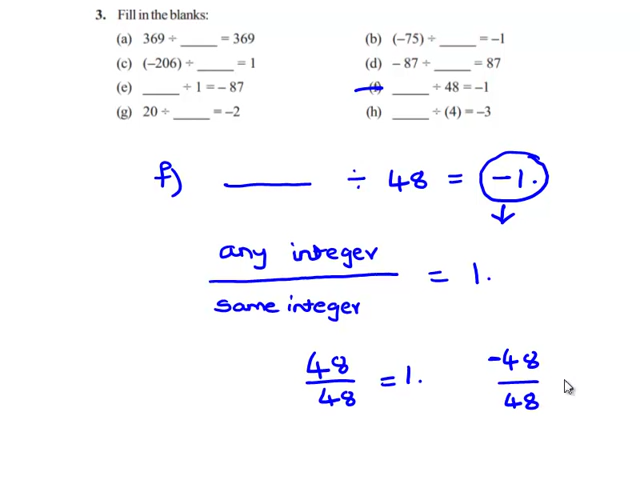 3. Fill in the blanks:
(a) 369 ÷ _____ = 369 (b) (–75) ÷ _____ = –1
(c) (–206) ÷ _____ = 1 (d) – 87 ÷ _____ = 87
(e) _____ ÷ 1 = – 87 (f) _____ ÷ 48 = –1
(g) 20 ÷ _____ = –2 (h) _____ ÷ (4) = –3
f) _____ ÷ 48 = -1.
any integer
= 1.
same integer
48 -48
= 1.
48 48